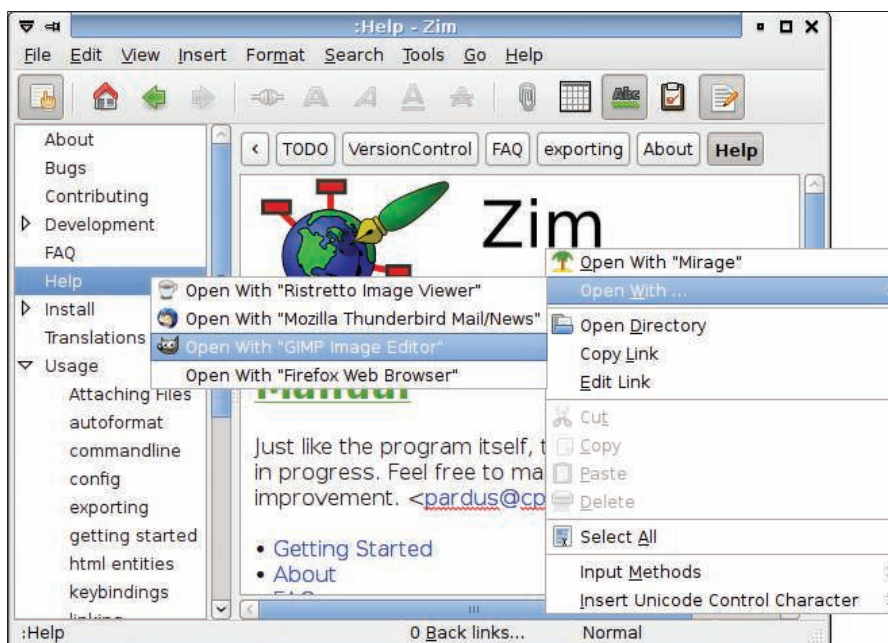 :Help - Zim
File Edit View Insert Format Search Tools Go Help
Abc
About
Bugs
Contributing
Development
FAQ
Help
Install
Translations
Usage
Attaching Files
autoformat
commandline
config
exporting
getting started
html entities
keybindings
linking
< TODO VersionControl FAQ exporting About Help
Zim
Open With "Ristretto Image Viewer"
Open With "Mozilla Thunderbird Mail/News"
Open With "GIMP Image Editor"
Open With "Firefox Web Browser"
Open With "Mirage"
Open With ...
Open Directory
Copy Link
Edit Link
Cut
Copy
Paste
Delete
Select All
Input Methods
Insert Unicode Control Character
Manual
Just like the program itself, t
in progress. Feel free to ma
improvement. <pardus@cp
• Getting Started
• About
:Help 0 Back links... Normal